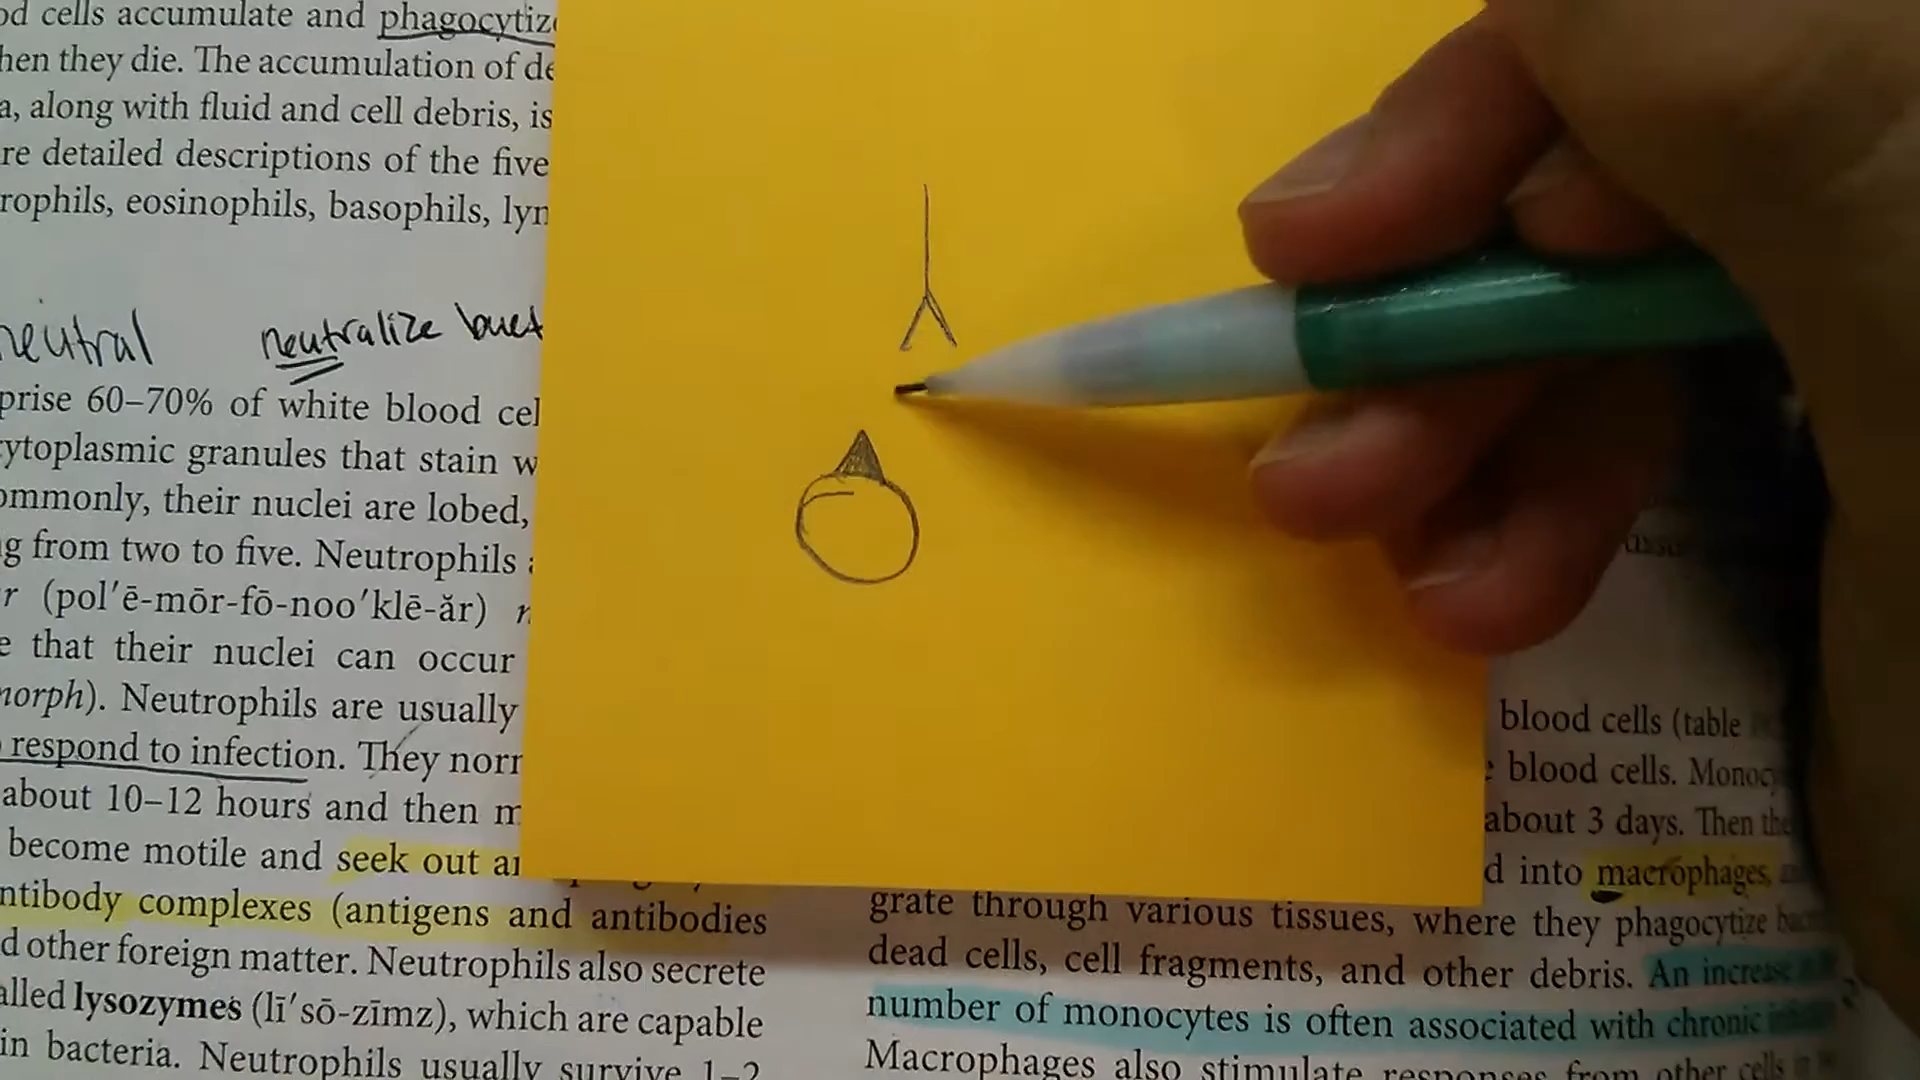 od cells accumulate and phagocytize
hen they die. The accumulation of de
a, along with fluid and cell debris, is
re detailed descriptions of the five
rophils, eosinophils, basophils, lyn
neutral neutralize
prise 60–70% of white blood cel
ytoplasmic granules that stain w
ommonly, their nuclei are lobed,
g from two to five. Neutrophils
r (pol′ē-mōr-fō-noo′klē-ăr) n
e that their nuclei can occur
morph). Neutrophils are usually
respond to infection. They norr
about 10–12 hours and then m
become motile and seek out ar
ntibody complexes (antigens and antibodies
d other foreign matter. Neutrophils also secrete
alled lysozymes (lī′sō-zīmz), which are capable
in bacteria. Neutrophils usually survive 1–2
blood cells (table
e blood cells. Monocy
about 3 days. Then the
d into macrophages,
grate through various tissues, where they phagocytize bact
dead cells, cell fragments, and other debris. An increase
number of monocytes is often associated with chronic
Macrophages also stimulate responses from other cells